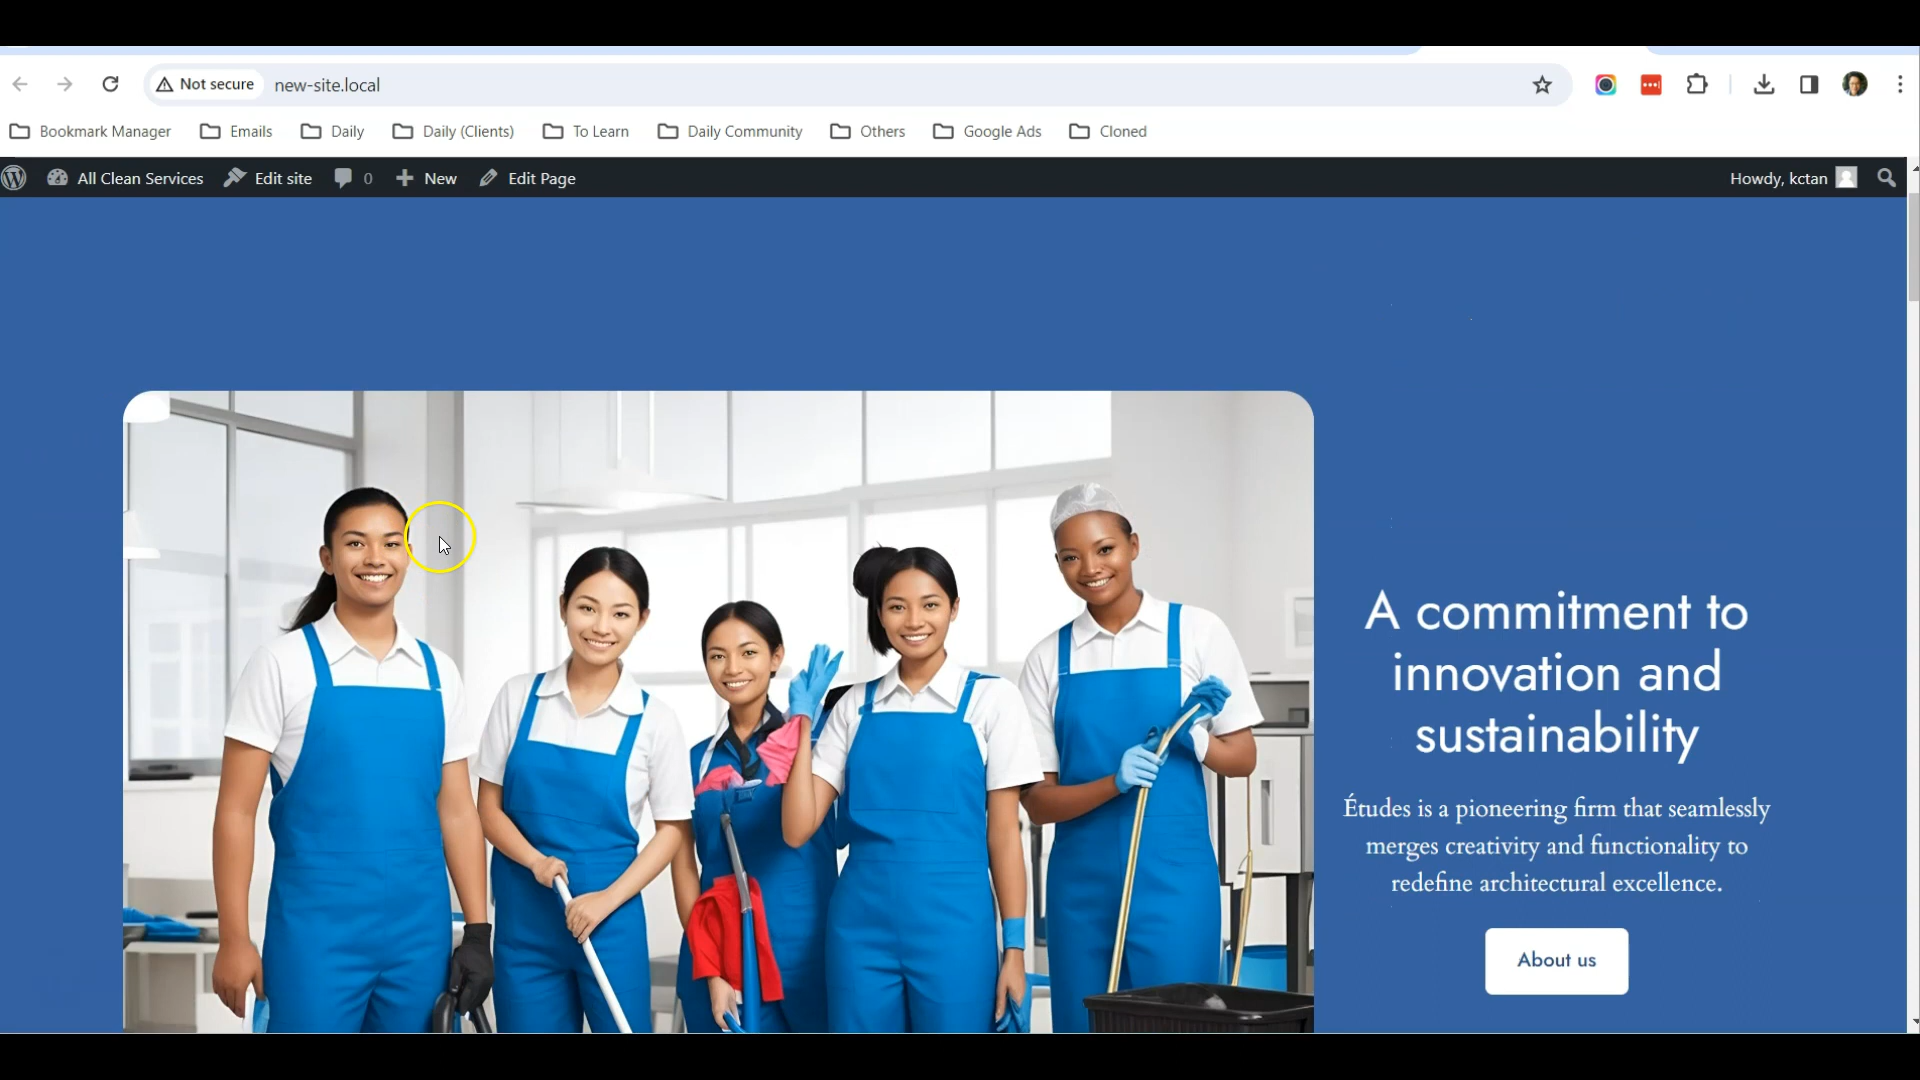 Not secure new-site.local
Bookmark Manager Emails Daily Daily (Clients) To Learn Daily Community Others Google Ads Cloned
All Clean Services Edit site 0 New Edit Page Howdy, kctan
A commitment to
innovation and
sustainability
Études is a pioneering firm that seamlessly
merges creativity and functionality to
redefine architectural excellence.
About us